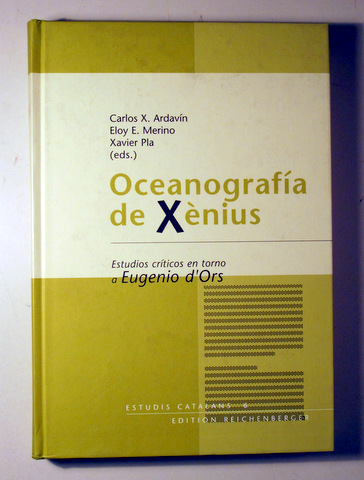 Carlos X. Ardavín
Eloy E. Merino
Xavier Pla
(eds.)
Oceanografía
de Xènius
Estudios críticos en torno
a Eugenio d'Ors
ESTUDIS CATALANS 6
EDITION REICHENBERGER